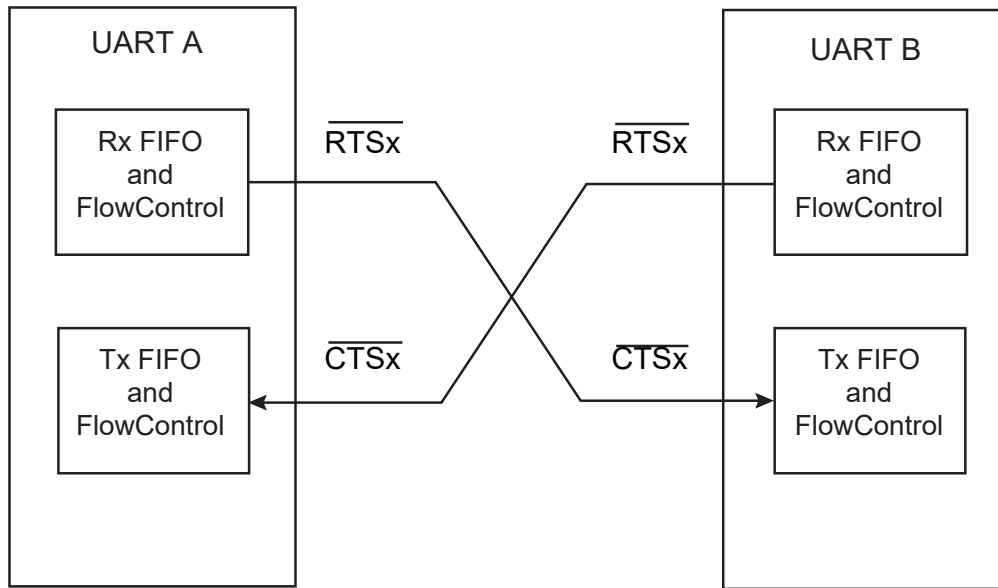 UART A
UART B
Rx FIFO
and
FlowControl
RTSx
RTSx
Rx FIFO
and
FlowControl
Tx FIFO
and
FlowControl
CTSx
CTSx
Tx FIFO
and
FlowControl